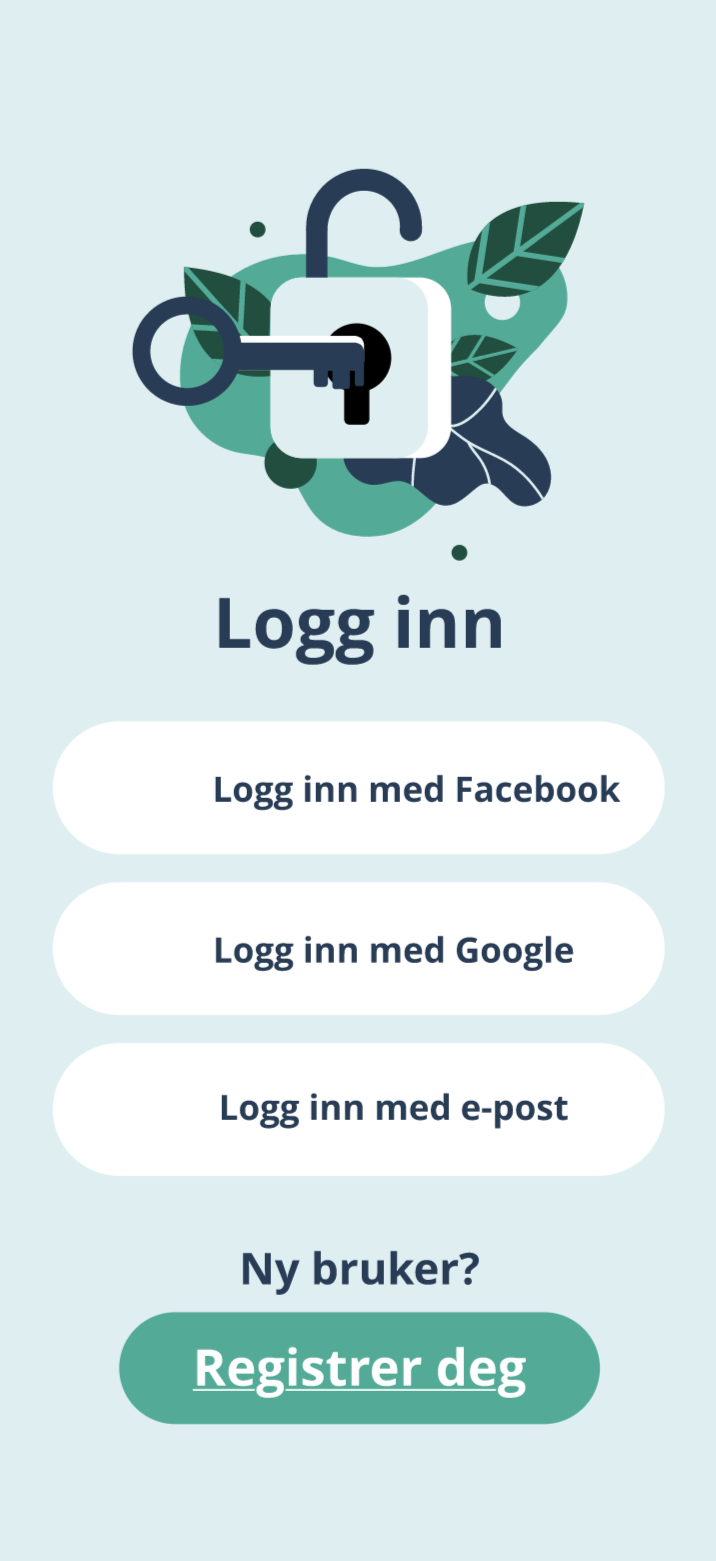 Logg inn
Logg inn med Facebook
Logg inn med Google
Logg inn med e-post
Ny bruker?
Registrer deg